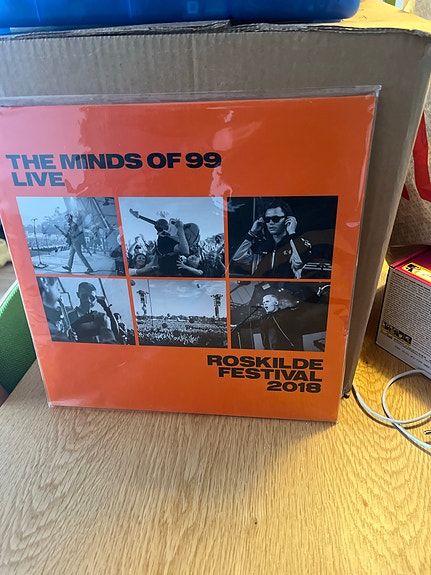 THE MINDS OF 99
LIVE
ROSKILDE
FESTIVAL
2018